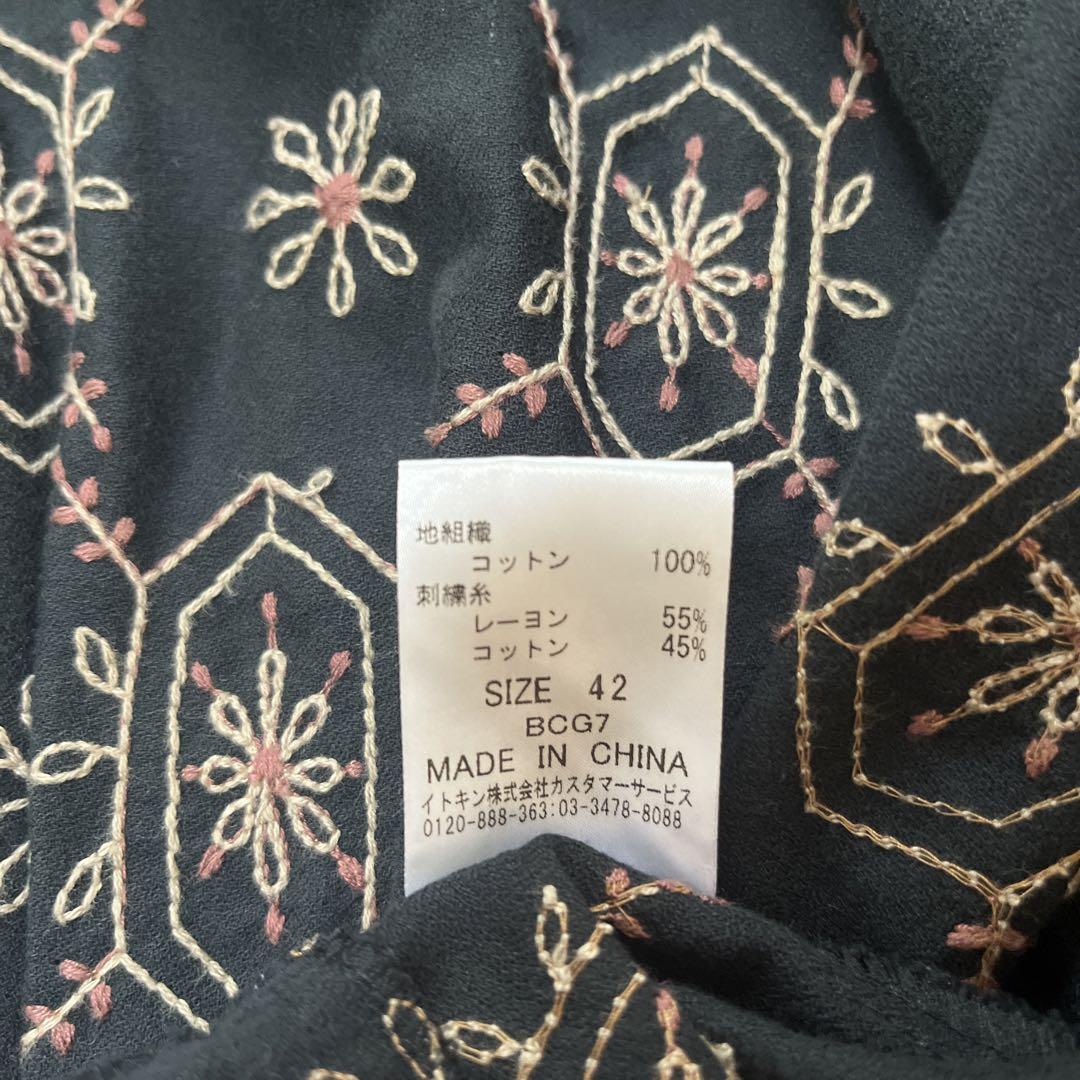 地組織
コットン 100%
刺繍糸
レーヨン 55%
コットン 45%
SIZE 42
BCG7
MADE IN CHINA
イトキン株式会社カスタマーサービス
0120-888-363:03-3478-8088